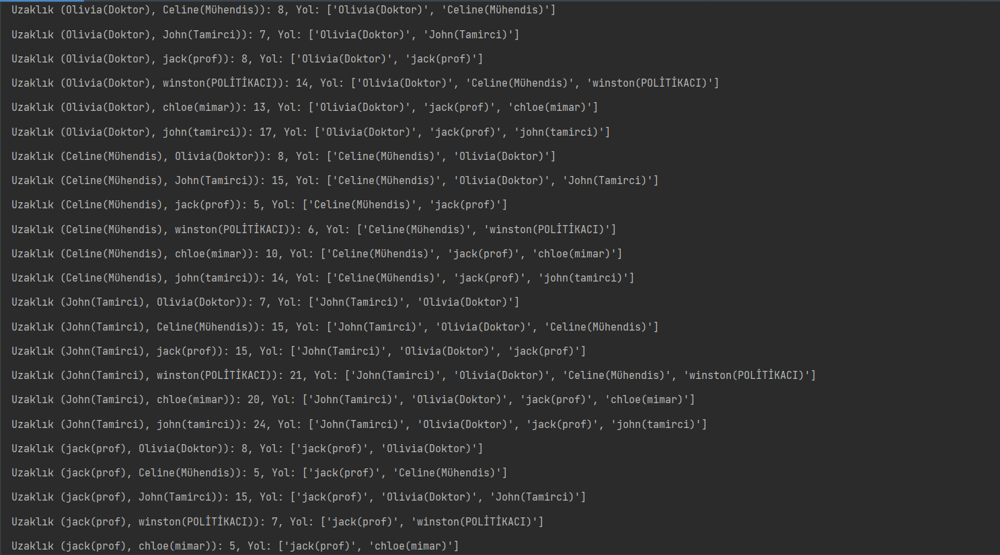 Uzaklık (Olivia(Doktor), Celine(Mühendis)): 8, Yol: ['Olivia(Doktor)', 'Celine(Mühendis)']
Uzaklık (Olivia(Doktor), John(Tamirci)): 7, Yol: ['Olivia(Doktor)', 'John(Tamirci)']
Uzaklık (Olivia(Doktor), jack(prof)): 8, Yol: ['Olivia(Doktor)', 'jack(prof)']
Uzaklık (Olivia(Doktor), winston(POLİTİKACI)): 14, Yol: ['Olivia(Doktor)', 'Celine(Mühendis)', 'winston(POLİTİKACI)']
Uzaklık (Olivia(Doktor), chloe(mimar)): 13, Yol: ['Olivia(Doktor)', 'jack(prof)', 'chloe(mimar)']
Uzaklık (Olivia(Doktor), john(tamirci)): 17, Yol: ['Olivia(Doktor)', 'jack(prof)', 'john(tamirci)']
Uzaklık (Celine(Mühendis), Olivia(Doktor)): 8, Yol: ['Celine(Mühendis)', 'Olivia(Doktor)']
Uzaklık (Celine(Mühendis), John(Tamirci)): 15, Yol: ['Celine(Mühendis)', 'Olivia(Doktor)', 'John(Tamirci)']
Uzaklık (Celine(Mühendis), jack(prof)): 5, Yol: ['Celine(Mühendis)', 'jack(prof)']
Uzaklık (Celine(Mühendis), winston(POLİTİKACI)): 6, Yol: ['Celine(Mühendis)', 'winston(POLİTİKACI)']
Uzaklık (Celine(Mühendis), chloe(mimar)): 10, Yol: ['Celine(Mühendis)', 'jack(prof)', 'chloe(mimar)']
Uzaklık (Celine(Mühendis), john(tamirci)): 14, Yol: ['Celine(Mühendis)', 'jack(prof)', 'john(tamirci)']
Uzaklık (John(Tamirci), Olivia(Doktor)): 7, Yol: ['John(Tamirci)', 'Olivia(Doktor)']
Uzaklık (John(Tamirci), Celine(Mühendis)): 15, Yol: ['John(Tamirci)', 'Olivia(Doktor)', 'Celine(Mühendis)']
Uzaklık (John(Tamirci), jack(prof)): 15, Yol: ['John(Tamirci)', 'Olivia(Doktor)', 'jack(prof)']
Uzaklık (John(Tamirci), winston(POLİTİKACI)): 21, Yol: ['John(Tamirci)', 'Olivia(Doktor)', 'Celine(Mühendis)', 'winston(POLİTİKACI)']
Uzaklık (John(Tamirci), chloe(mimar)): 20, Yol: ['John(Tamirci)', 'Olivia(Doktor)', 'jack(prof)', 'chloe(mimar)']
Uzaklık (John(Tamirci), john(tamirci)): 24, Yol: ['John(Tamirci)', 'Olivia(Doktor)', 'jack(prof)', 'john(tamirci)']
Uzaklık (jack(prof), Olivia(Doktor)): 8, Yol: ['jack(prof)', 'Olivia(Doktor)']
Uzaklık (jack(prof), Celine(Mühendis)): 5, Yol: ['jack(prof)', 'Celine(Mühendis)']
Uzaklık (jack(prof), John(Tamirci)): 15, Yol: ['jack(prof)', 'Olivia(Doktor)', 'John(Tamirci)']
Uzaklık (jack(prof), winston(POLİTİKACI)): 7, Yol: ['jack(prof)', 'winston(POLİTİKACI)']
Uzaklık (jack(prof), chloe(mimar)): 5, Yol: ['jack(prof)', 'chloe(mimar)']